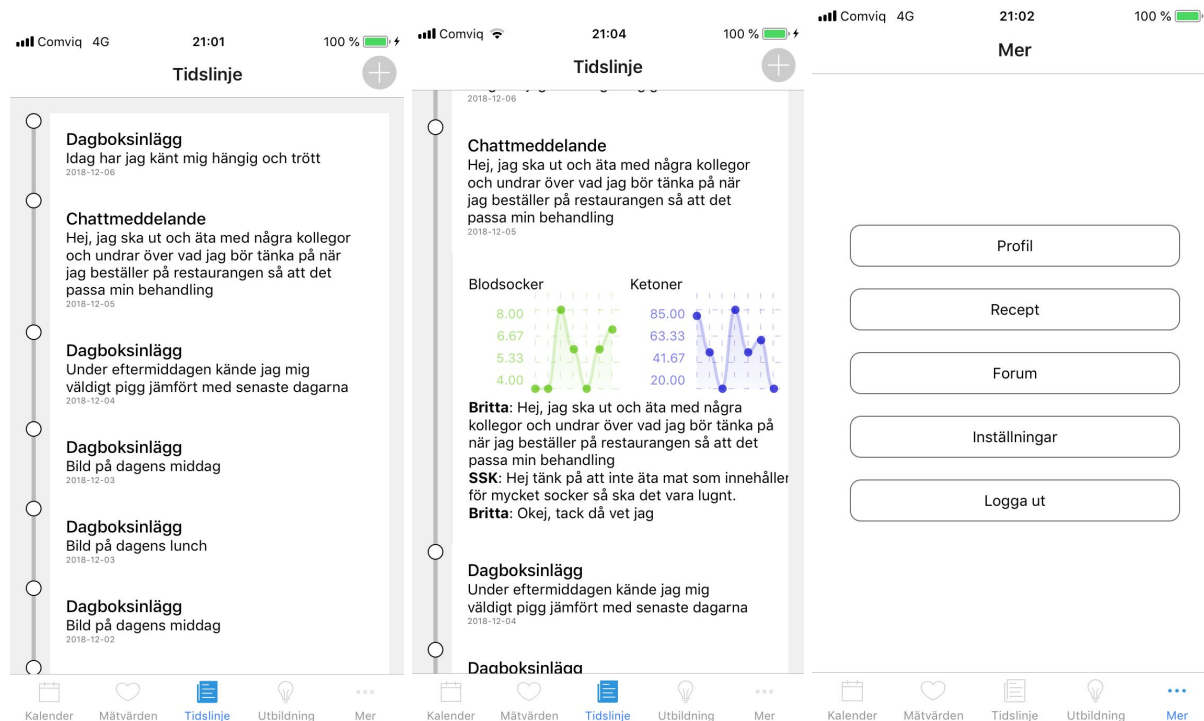 Comviq 4G 21:01 100 %
Tidslinje
Dagboksinlägg
Idag har jag känt mig hängig och trött
2018-12-06
Chattmeddelande
Hej, jag ska ut och äta med några kollegor
och undrar över vad jag bör tänka på när
jag beställer på restaurangen så att det
passa min behandling
2018-12-05
Dagboksinlägg
Under eftermiddagen kände jag mig
väldigt pigg jämfört med senaste dagarna
2018-12-04
Dagboksinlägg
Bild på dagens middag
2018-12-03
Dagboksinlägg
Bild på dagens lunch
2018-12-03
Dagboksinlägg
Bild på dagens middag
2018-12-02
Kalender Mätvärden Tidslinje Utbildning Mer
Comviq 21:04 100 %
Tidslinje
2018-12-06
Chattmeddelande
Hej, jag ska ut och äta med några kollegor
och undrar över vad jag bör tänka på när
jag beställer på restaurangen så att det
passa min behandling
2018-12-05
Blodsocker Ketoner
8.00 85.00
6.67 63.33
5.33 41.67
4.00 20.00
Britta: Hej, jag ska ut och äta med några
kollegor och undrar över vad jag bör tänka på
när jag beställer på restaurangen så att det
passa min behandling
SSK: Hej tänk på att inte äta mat som innehåller
för mycket socker så ska det vara lugnt.
Britta: Okej, tack då vet jag
Dagboksinlägg
Under eftermiddagen kände jag mig
väldigt pigg jämfört med senaste dagarna
2018-12-04
Dagboksinlägg
Kalender Mätvärden Tidslinje Utbildning Mer
Comviq 4G 21:02 100 %
Mer
Profil
Recept
Forum
Inställningar
Logga ut
Kalender Mätvärden Tidslinje Utbildning Mer